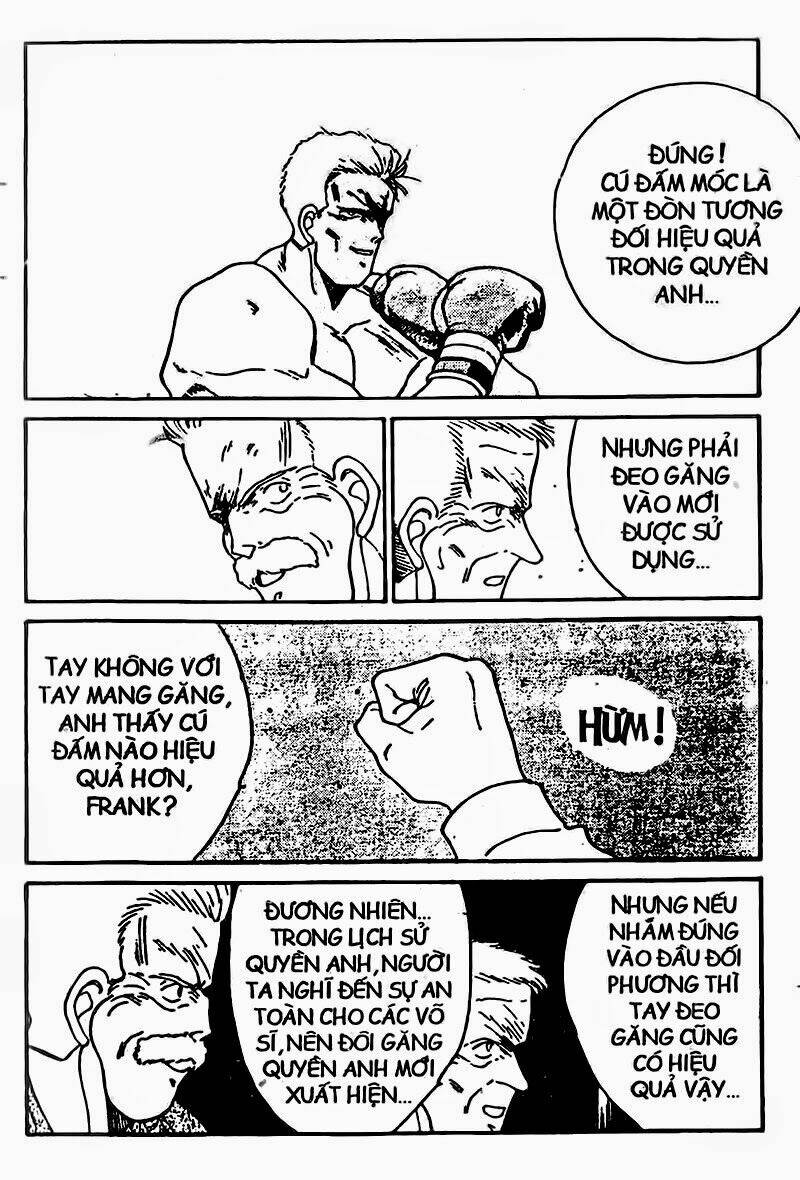 ĐÚNG!
CÚ ĐẤM MÓC LÀ
MỘT ĐÒN TƯƠNG
ĐỐI HIỆU QUẢ
TRONG QUYỀN
ANH...
NHƯNG PHẢI
ĐEO GĂNG
VÀO MỚI
ĐƯỢC SỬ
DỤNG...
TAY KHÔNG VỚI
TAY MANG GĂNG,
ANH THẤY CÚ
ĐẤM NÀO HIỆU
QUẢ HƠN,
FRANK?
HỪM!
ĐƯƠNG NHIÊN...
TRONG LỊCH SỬ
QUYỀN ANH, NGƯỜI
TA NGHĨ ĐẾN SỰ AN
TOÀN CHO CÁC VÕ
SĨ, NÊN ĐÔI GĂNG
QUYỀN ANH MỚI
XUẤT HIỆN...
NHƯNG NẾU
NHẮM ĐÚNG
VÀO ĐẦU ĐỐI
PHƯƠNG THÌ
TAY ĐEO
GĂNG CŨNG
CÓ HIỆU
QUẢ VẬY...